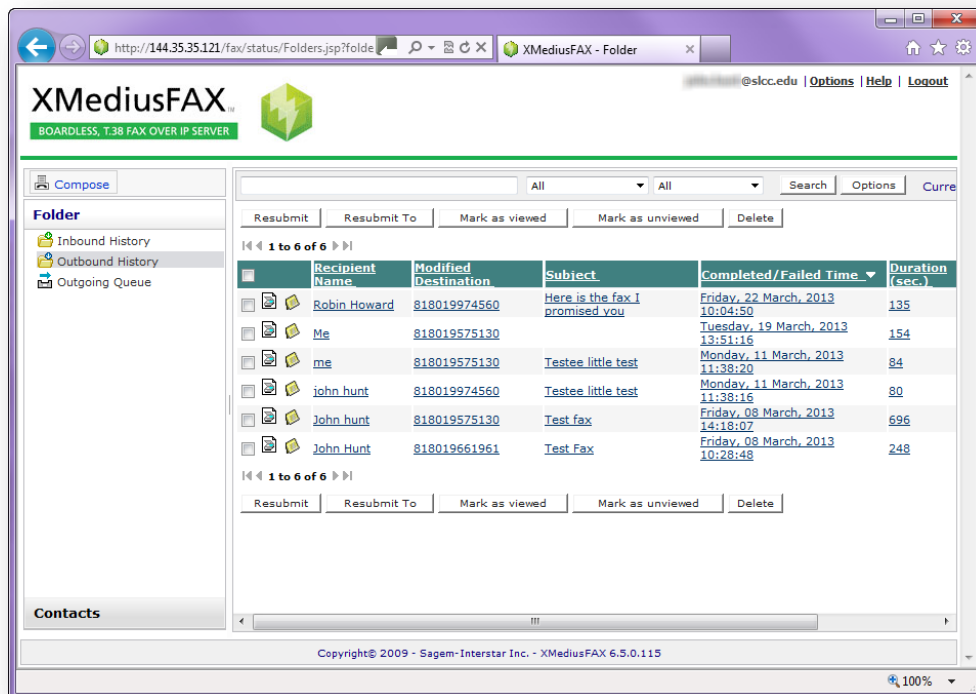 http://144.35.35.121/fax/status/Folders.jsp?folde
XMediusFAX - Folder
@slcc.edu | Options | Help | Logout
XMediusFAX™
BOARDLESS, T.38 FAX OVER IP SERVER
Compose
All
All
Search
Options
Curre
Folder
Inbound History
Outbound History
Outgoing Queue
Resubmit
Resubmit To
Mark as viewed
Mark as unviewed
Delete
1 to 6 of 6
Recipient Name
Modified Destination
Subject
Completed/Failed Time
Duration (sec.)
Robin Howard 818019974560 Here is the fax I promised you Friday, 22 March, 2013 10:04:50 135
Me 818019575130 Tuesday, 19 March, 2013 13:51:16 154
me 818019575130 Testee little test Monday, 11 March, 2013 11:38:20 84
john hunt 818019974560 Testee little test Monday, 11 March, 2013 11:38:16 80
John hunt 818019575130 Test fax Friday, 08 March, 2013 14:18:07 696
John Hunt 818019661961 Test Fax Friday, 08 March, 2013 10:28:48 248
1 to 6 of 6
Resubmit
Resubmit To
Mark as viewed
Mark as unviewed
Delete
Contacts
Copyright© 2009 - Sagem-Interstar Inc. - XMediusFAX 6.5.0.115
100%